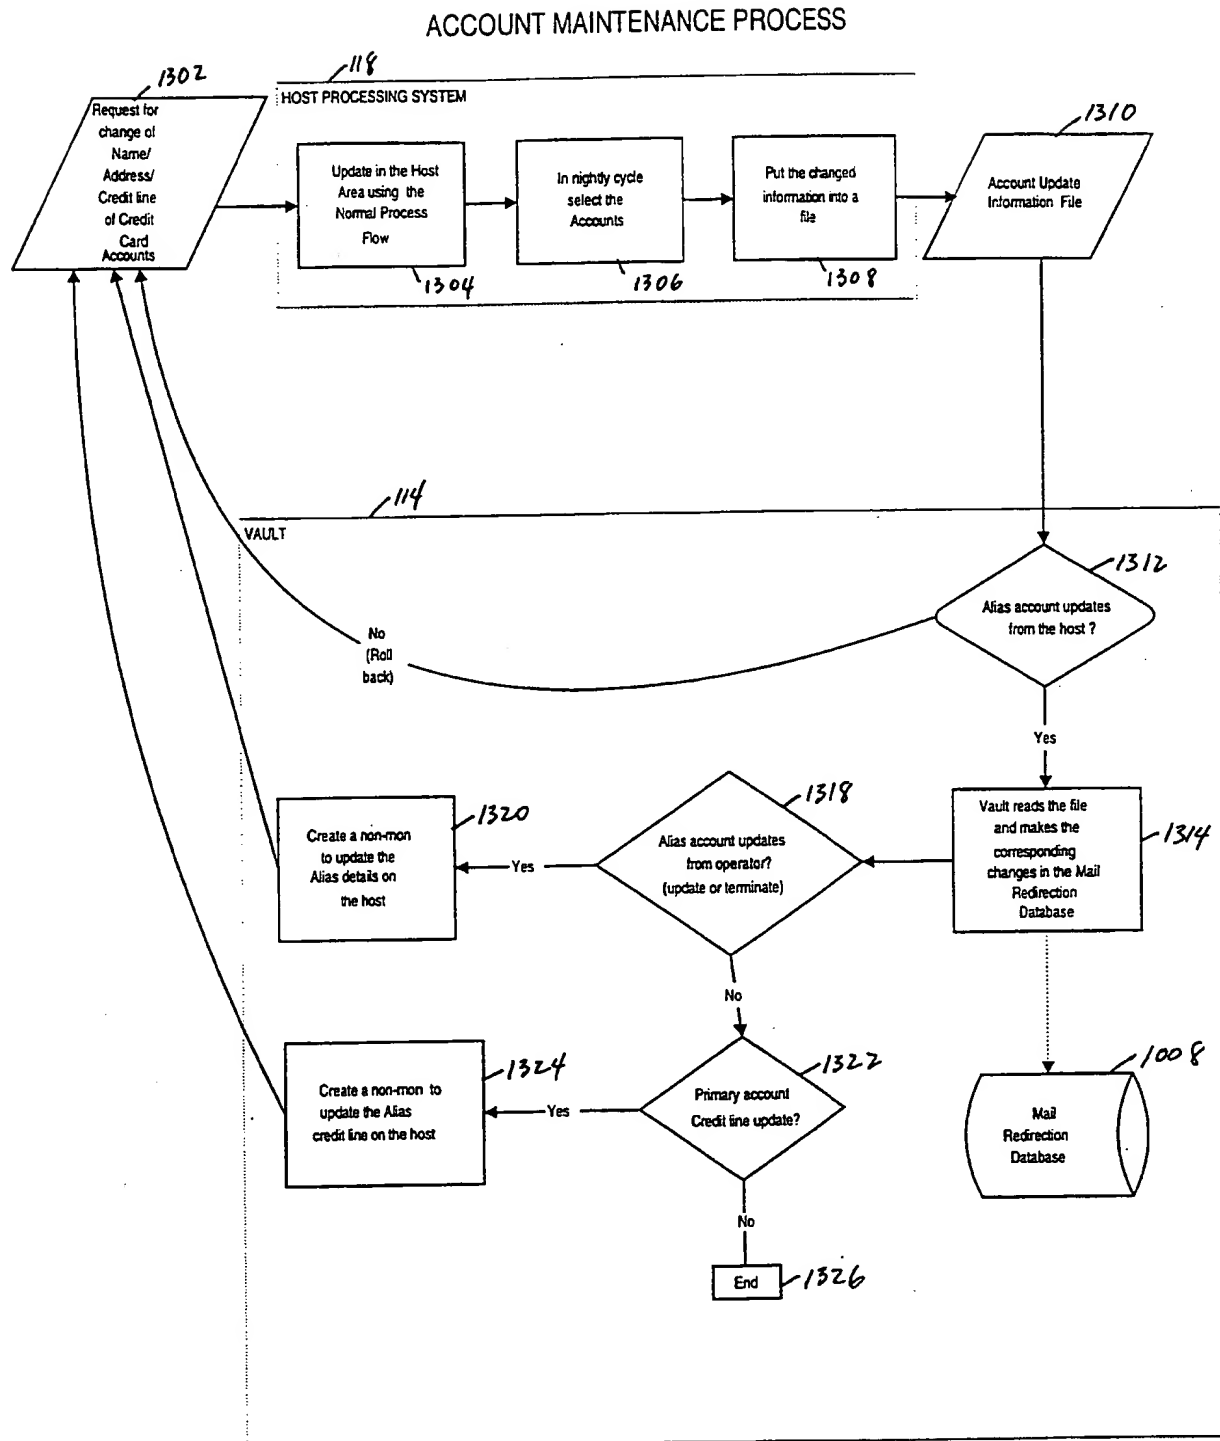 ACCOUNT MAINTENANCE PROCESS
1302
118
HOST PROCESSING SYSTEM
Request for
change of
Name/
Address/
Credit line
of Credit
Card
Accounts
Update in the Host
Area using the
Normal Process
Flow
1304
In nightly cycle
select the
Accounts
1306
Put the changed
information into a
file
1308
1310
Account Update
Information File
114
VAULT
1312
Alias account updates
from the host ?
No
(Roll
back)
Yes
1314
Vault reads the file
and makes the
corresponding
changes in the Mail
Redirection
Database
1318
Alias account updates
from operator?
(update or terminate)
Yes
1320
Create a non-mon
to update the
Alias details on
the host
No
1322
Primary account
Credit line update?
Yes
1324
Create a non-mon to
update the Alias
credit line on the host
1008
Mail
Redirection
Database
No
End
1326